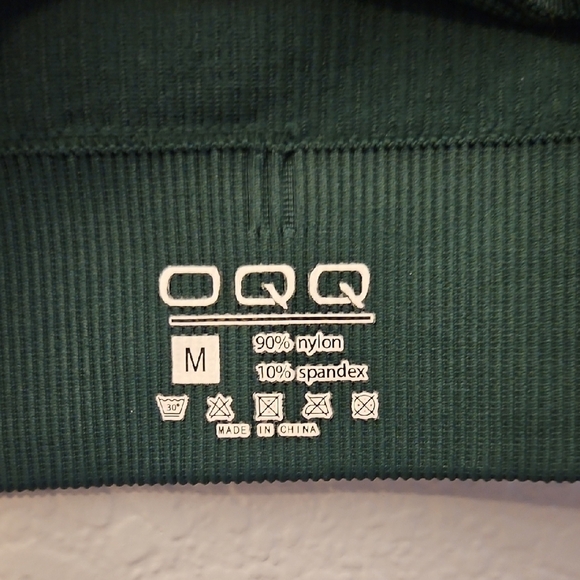 OQQ
M
90% nylon
10% spandex
30°
MADE IN CHINA